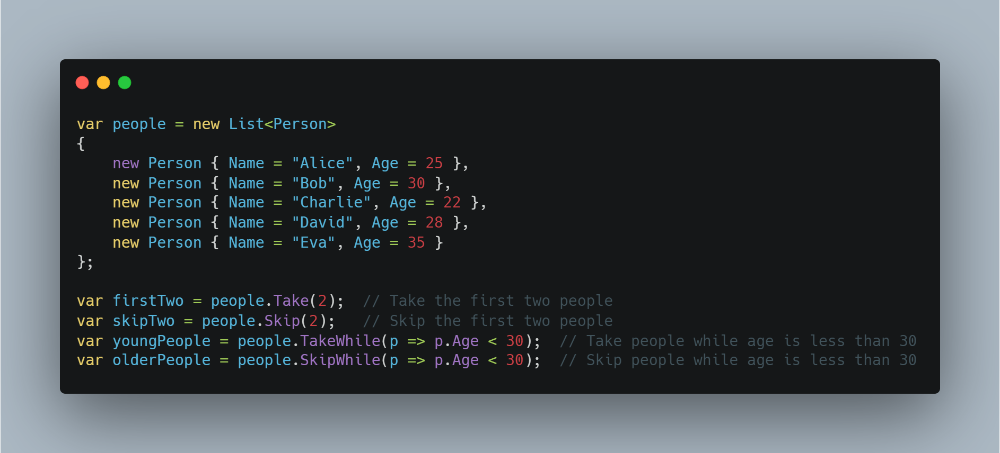 var people = new List<Person>
{
    new Person { Name = "Alice", Age = 25 },
    new Person { Name = "Bob", Age = 30 },
    new Person { Name = "Charlie", Age = 22 },
    new Person { Name = "David", Age = 28 },
    new Person { Name = "Eva", Age = 35 }
};

var firstTwo = people.Take(2);  // Take the first two people
var skipTwo = people.Skip(2);   // Skip the first two people
var youngPeople = people.TakeWhile(p => p.Age < 30);  // Take people while age is less than 30
var olderPeople = people.SkipWhile(p => p.Age < 30);  // Skip people while age is less than 30